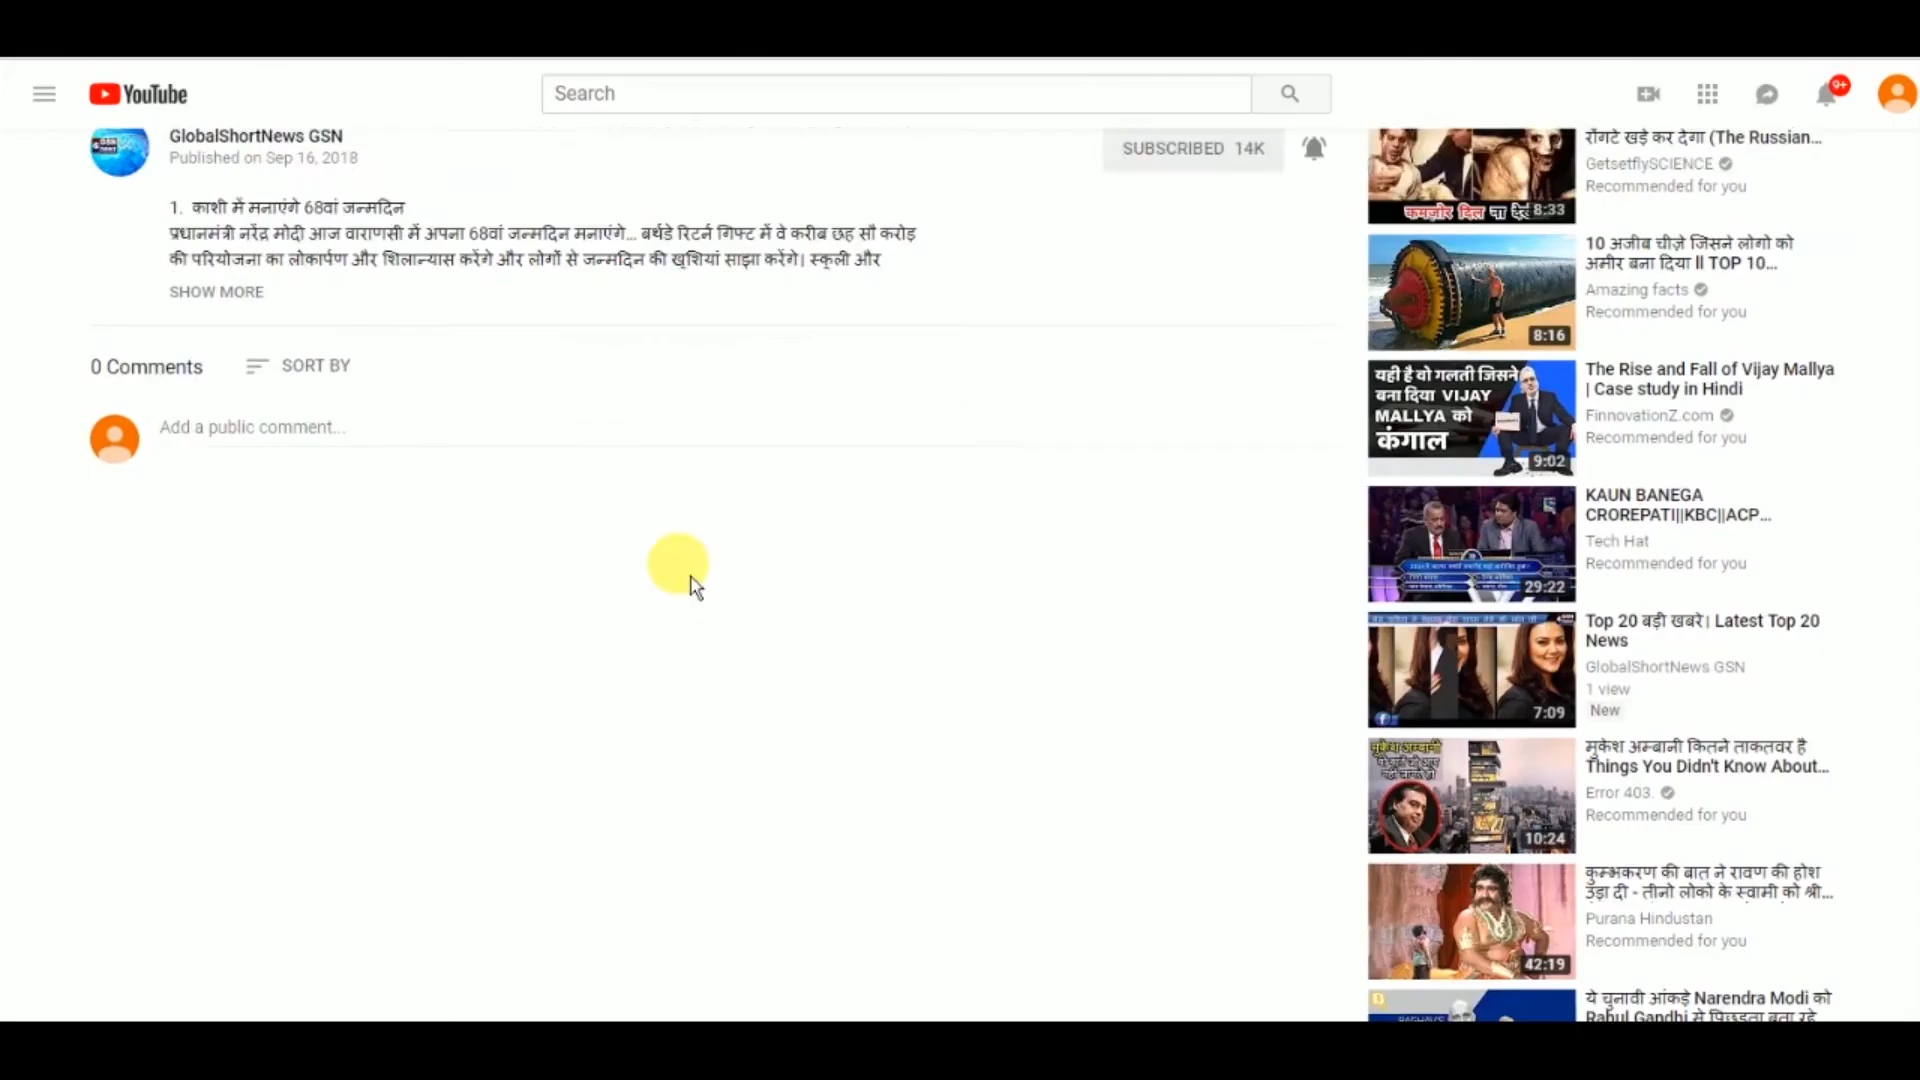 YouTube
Search
9+
GlobalShortNews GSN
Published on Sep 16, 2018
SUBSCRIBED 14K
1. काशी में मनाएंगे 68वां जन्मदिन
प्रधानमंत्री नरेंद्र मोदी आज वाराणसी में अपना 68वां जन्मदिन मनाएंगे... बर्थडे रिटर्न गिफ्ट में वे करीब छह सौ करोड़
की परियोजना का लोकार्पण और शिलान्यास करेंगे और लोगों से जन्मदिन की खुशियां साझा करेंगे। स्कूली और
SHOW MORE
0 Comments
SORT BY
Add a public comment...
कमज़ोर दिल ना
8:33
रोंगटे खड़े कर देगा (The Russian...
GetsetflySCIENCE
Recommended for you
8:16
10 अजीब चीज़े जिसने लोगो को
अमीर बना दिया ll TOP 10...
Amazing facts
Recommended for you
यही है वो गलती जिसने
बना दिया VIJAY
MALLYA को
कंगाल
9:02
The Rise and Fall of Vijay Mallya
| Case study in Hindi
FinnovationZ.com
Recommended for you
29:22
KAUN BANEGA
CROREPATI||KBC||ACP...
Tech Hat
Recommended for you
7:09
Top 20 बड़ी खबरे| Latest Top 20
News
GlobalShortNews GSN
1 view
New
मुकेश अम्बानी
10:24
मुकेश अम्बानी कितने ताकतवर है
Things You Didn't Know About...
Error 403.
Recommended for you
42:19
कुम्भकरण की बात ने रावण की होश
उड़ा दी - तीनो लोको के स्वामी को श्री...
Purana Hindustan
Recommended for you
ये चुनावी आंकड़े Narendra Modi को
Rahul Gandhi से पिछड़ता बता रहे